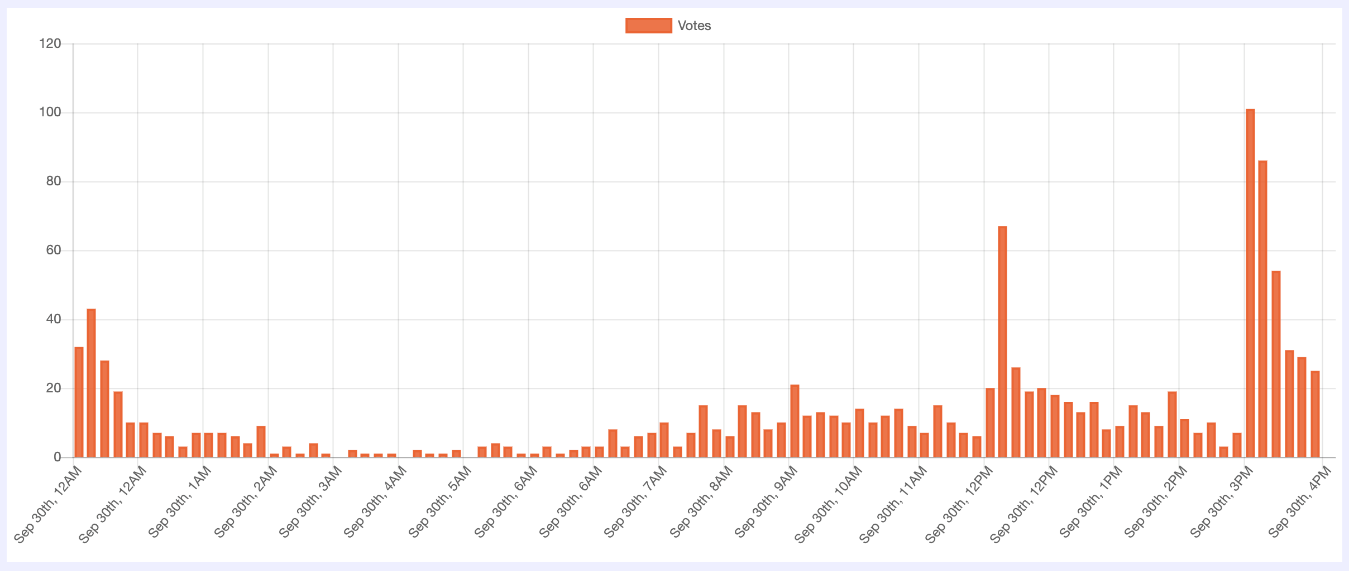 Votes
120
100
80
60
40
20
0
Sep 30th, 12AM
Sep 30th, 12AM
Sep 30th, 1AM
Sep 30th, 2AM
Sep 30th, 3AM
Sep 30th, 4AM
Sep 30th, 5AM
Sep 30th, 6AM
Sep 30th, 6AM
Sep 30th, 7AM
Sep 30th, 8AM
Sep 30th, 9AM
Sep 30th, 10AM
Sep 30th, 11AM
Sep 30th, 12PM
Sep 30th, 12PM
Sep 30th, 1PM
Sep 30th, 2PM
Sep 30th, 3PM
Sep 30th, 4PM